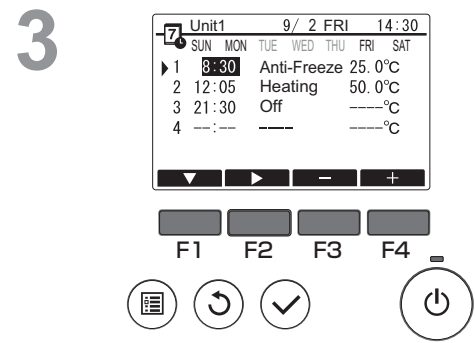 3
7 Unit1 9/ 2 FRI 14:30
SUN MON TUE WED THU FRI SAT
1 8:30 Anti-Freeze 25.0°C
2 12:05 Heating 50.0°C
3 21:30 Off ----°C
4 --:-- ---- ----°C
− +
F1 F2 F3 F4